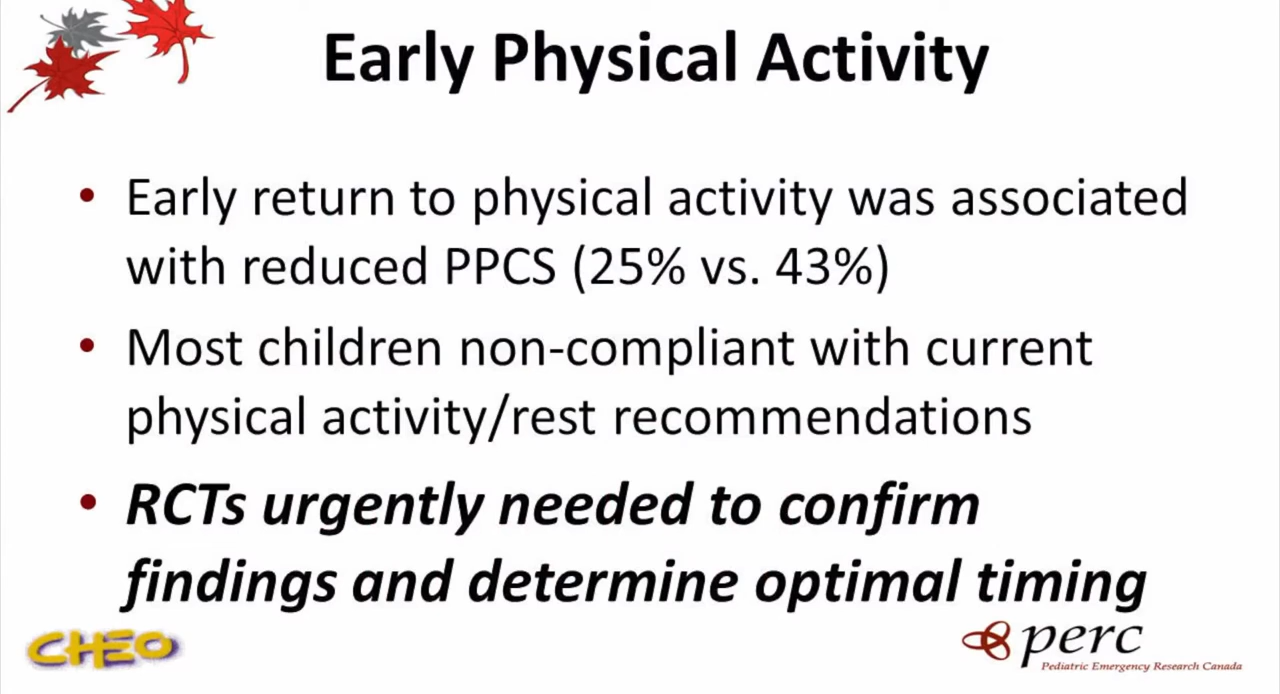 Early Physical Activity
• Early return to physical activity was associated
with reduced PPCS (25% vs. 43%)
• Most children non-compliant with current
physical activity/rest recommendations
• RCTs urgently needed to confirm
findings and determine optimal timing
CHEO
perc
Pediatric Emergency Research Canada